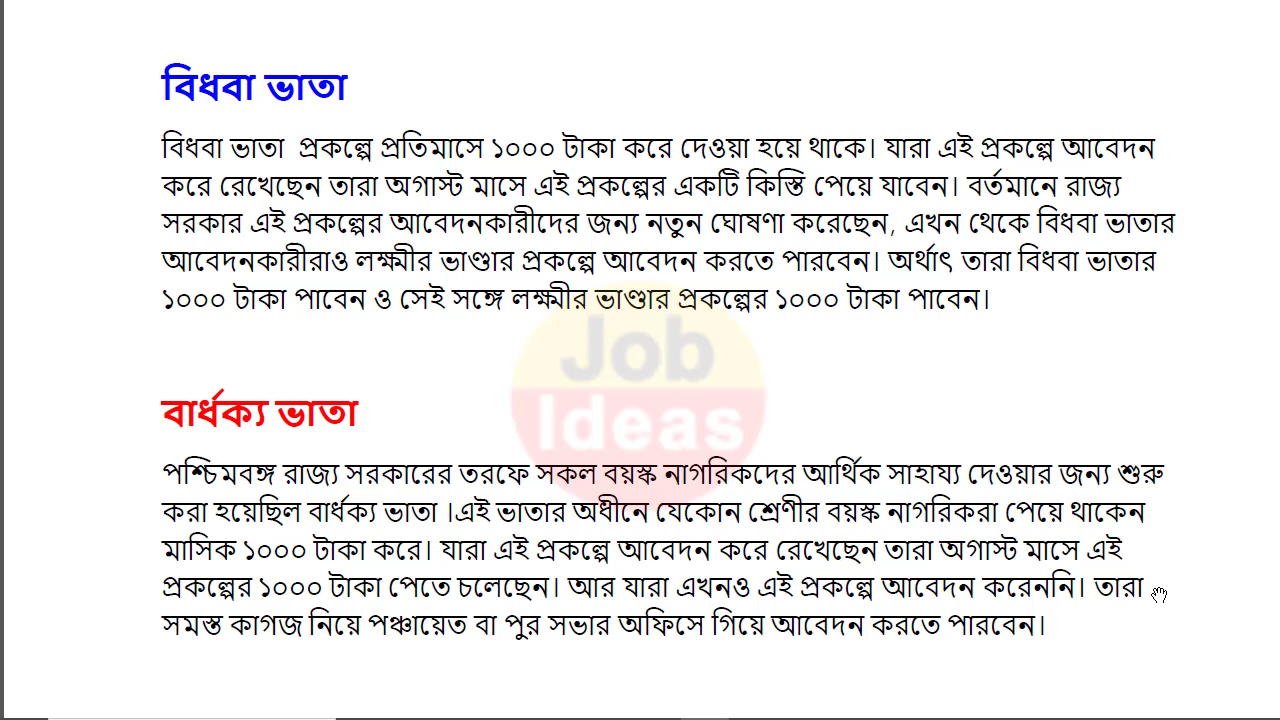 বিধবা ভাতা
বিধবা ভাতা প্রকল্পে প্রতিমাসে ১০০০ টাকা করে দেওয়া হয়ে থাকে। যারা এই প্রকল্পে আবেদন
করে রেখেছেন তারা অগাস্ট মাসে এই প্রকল্পের একটি কিস্তি পেয়ে যাবেন। বর্তমানে রাজ্য
সরকার এই প্রকল্পের আবেদনকারীদের জন্য নতুন ঘোষণা করেছেন, এখন থেকে বিধবা ভাতার
আবেদনকারীরাও লক্ষ্মীর ভাণ্ডার প্রকল্পে আবেদন করতে পারবেন। অর্থাৎ তারা বিধবা ভাতার
১০০০ টাকা পাবেন ও সেই সঙ্গে লক্ষ্মীর ভাণ্ডার প্রকল্পের ১০০০ টাকা পাবেন।
Job
Ideas
বার্ধক্য ভাতা
পশ্চিমবঙ্গ রাজ্য সরকারের তরফে সকল বয়স্ক নাগরিকদের আর্থিক সাহায্য দেওয়ার জন্য শুরু
করা হয়েছিল বার্ধক্য ভাতা ।এই ভাতার অধীনে যেকোন শ্রেণীর বয়স্ক নাগরিকরা পেয়ে থাকেন
মাসিক ১০০০ টাকা করে। যারা এই প্রকল্পে আবেদন করে রেখেছেন তারা অগাস্ট মাসে এই
প্রকল্পের ১০০০ টাকা পেতে চলেছেন। আর যারা এখনও এই প্রকল্পে আবেদন করেননি। তারা
সমস্ত কাগজ নিয়ে পঞ্চায়েত বা পুর সভার অফিসে গিয়ে আবেদন করতে পারবেন।